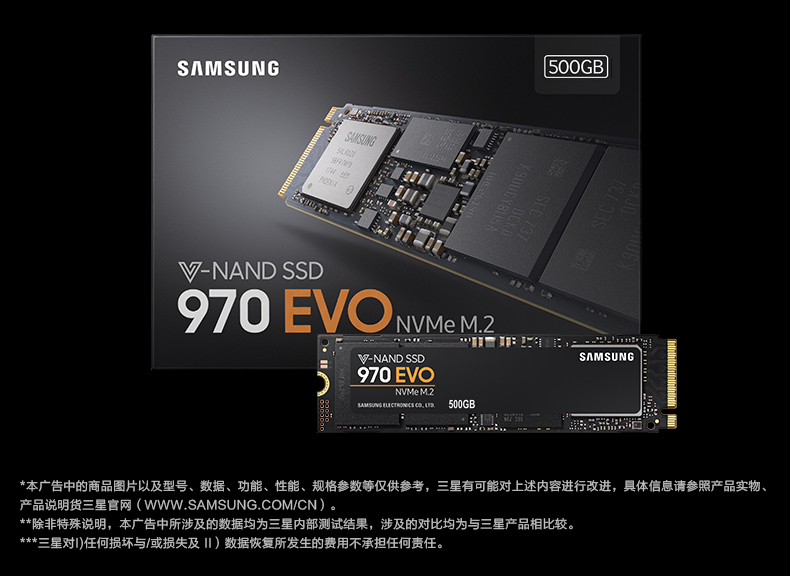 SAMSUNG
500GB
SAMSUNG
V-NAND SSD
970 EVO NVMe M.2
V-NAND SSD
970 EVO
NVMe M.2
SAMSUNG ELECTRONICS CO., LTD.
500GB
SAMSUNG
*本广告中的商品图片以及型号、数据、功能、性能、规格参数等仅供参考，三星有可能对上述内容进行改进，具体信息请参照产品实物、
产品说明货三星官网（WWW.SAMSUNG.COM/CN）。
**除非特殊说明，本广告中所涉及的数据均为三星内部测试结果，涉及的对比均为与三星产品相比较。
***三星对I)任何损坏与/或损失及 II）数据恢复所发生的费用不承担任何责任。